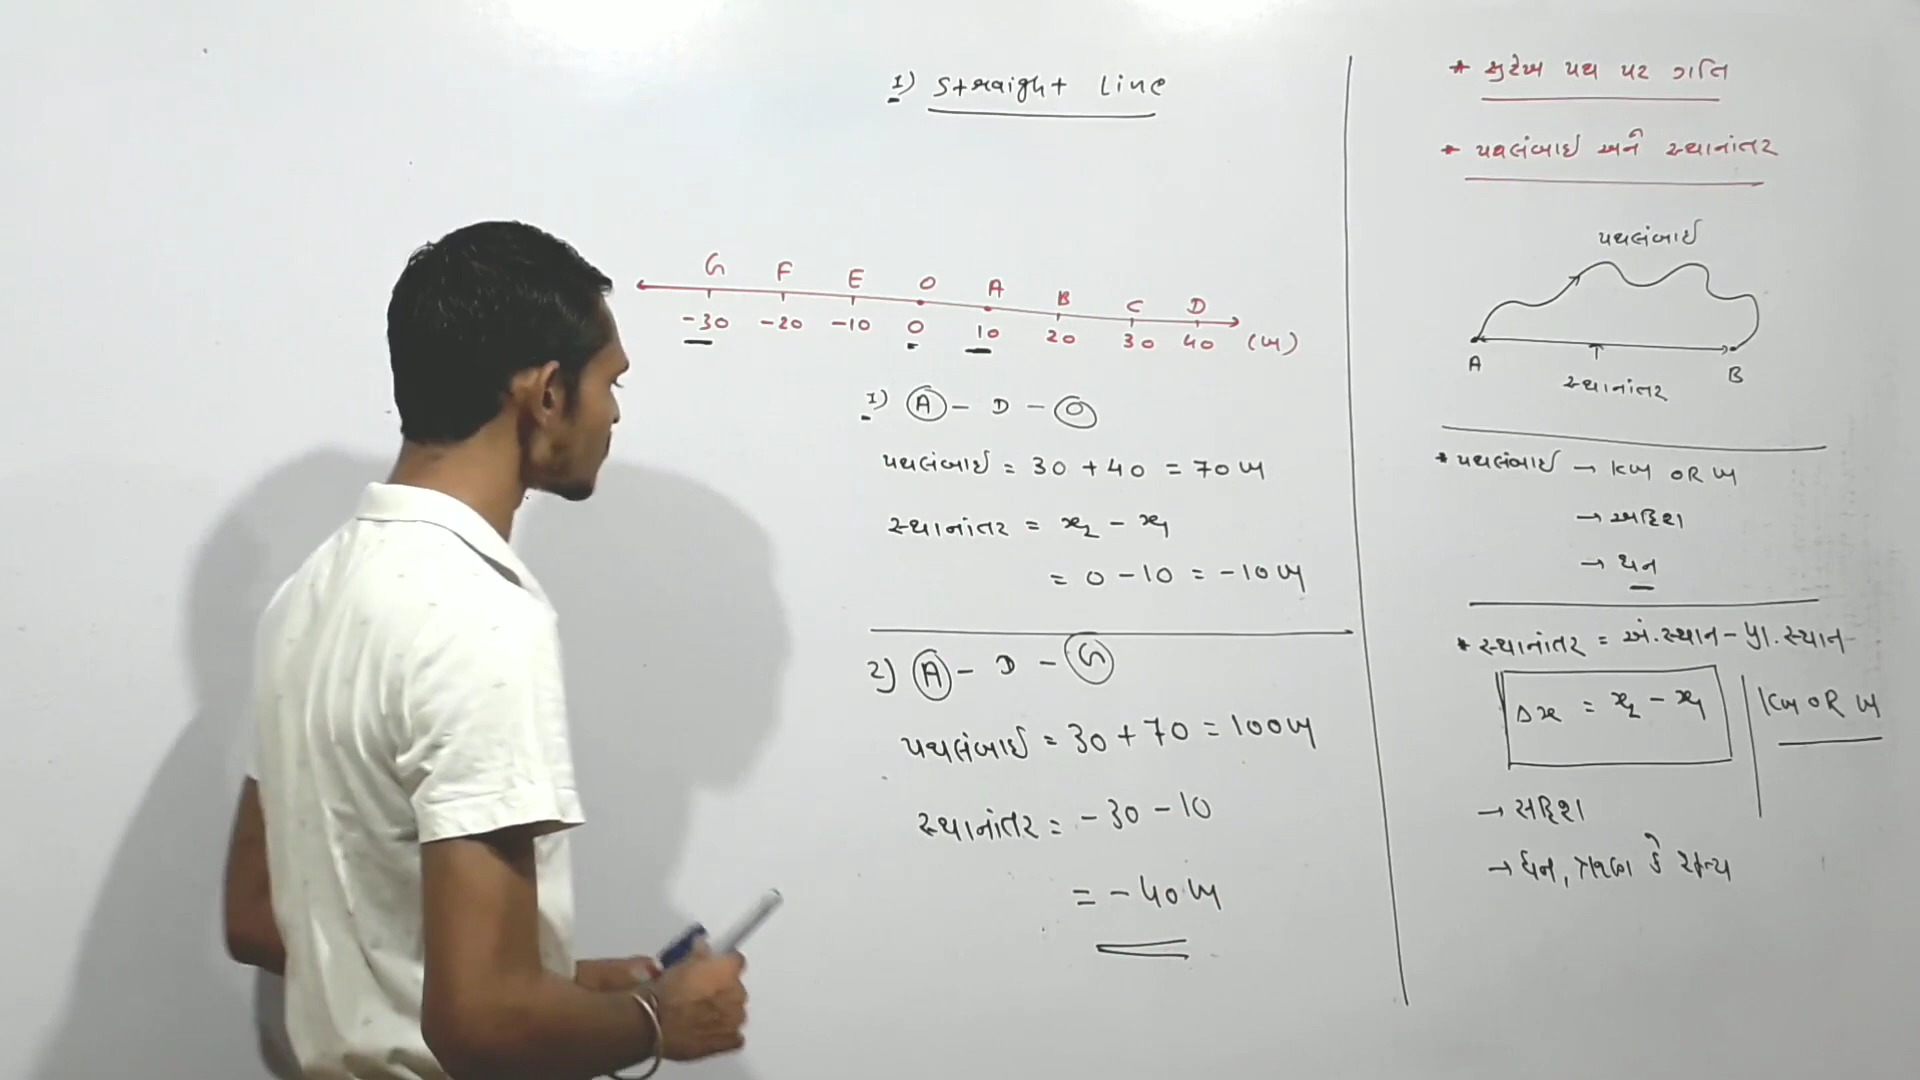 1) Straight Line
G F E O A B C D
-30 -20 -10 0 10 20 30 40 (m)
1) A - D - O
પથલંબાઈ = 30 + 40 = 70 m
સ્થાનાંતર = x₂ - x₁
= 0 - 10 = -10 m
2) A - D - G
પથલંબાઈ = 30 + 70 = 100 m
સ્થાનાંતર = -30 - 10
= -40 m
* સુરેખ પથ પર ગતિ
* પથલંબાઈ અને સ્થાનાંતર
પથલંબાઈ
A B
સ્થાનાંતર
* પથલંબાઈ → km OR m
→ અદિશ
→ ધન
* સ્થાનાંતર = અં.સ્થાન - પ્રા.સ્થાન
Δx = x₂ - x₁ | km OR m
→ સદિશ
→ ધન, ઋણ કે શૂન્ય